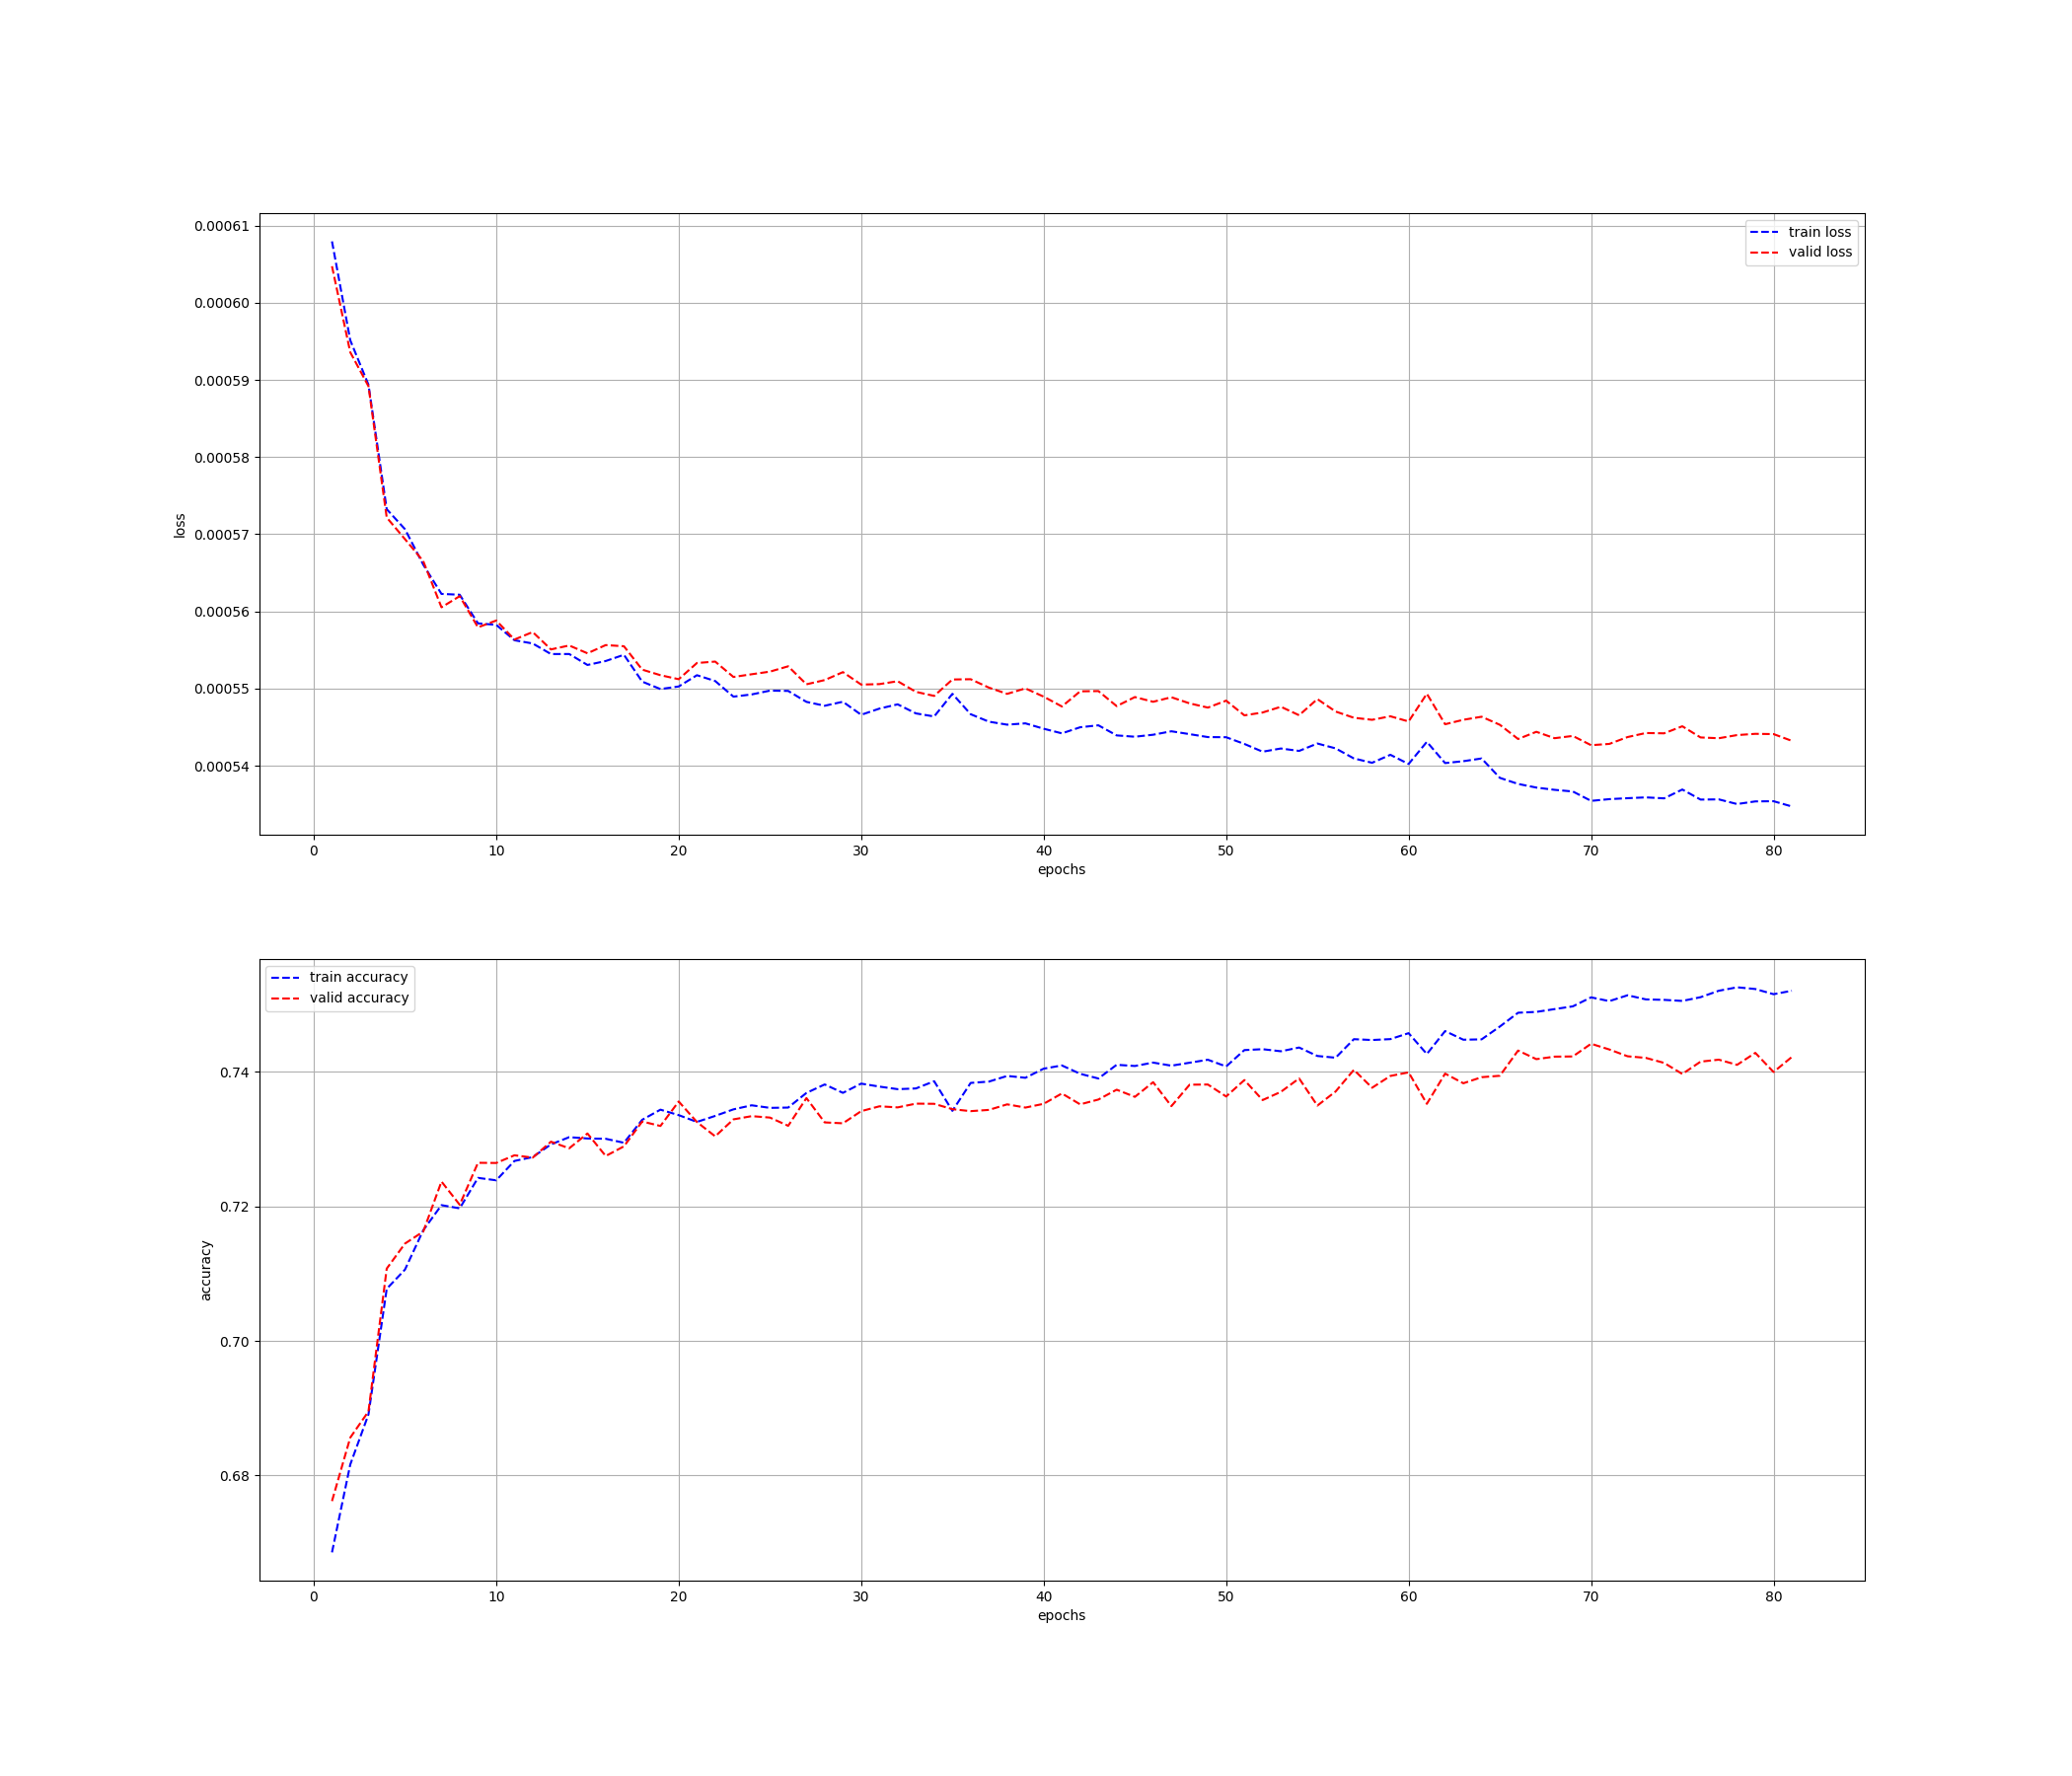 0.00061
0.00060
0.00059
0.00058
0.00057
0.00056
0.00055
0.00054
loss
train loss
valid loss
0 10 20 30 40 50 60 70 80
epochs
train accuracy
valid accuracy
0.74
0.72
0.70
0.68
accuracy
0 10 20 30 40 50 60 70 80
epochs